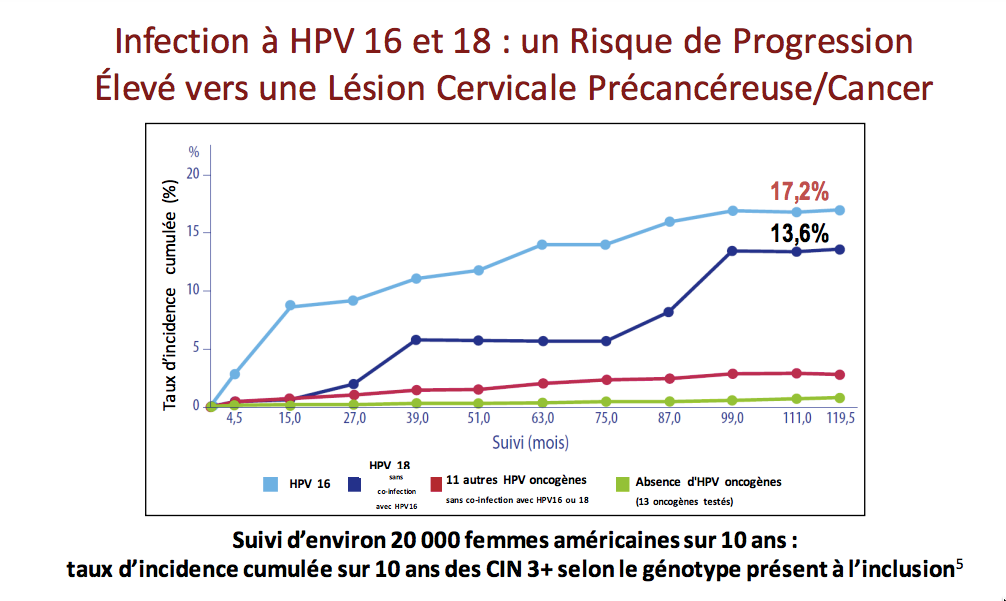 Infection à HPV 16 et 18 : un Risque de Progression
Élevé vers une Lésion Cervicale Précancéreuse/Cancer
%
20
15
10
5
0
Taux d’incidence cumulée (%)
17,2%
13,6%
4,5 15,0 27,0 39,0 51,0 63,0 75,0 87,0 99,0 111,0 119,5
Suivi (mois)
HPV 16
HPV 18
sans
co-infection
avec HPV16
11 autres HPV oncogènes
sans co-infection avec HPV16 ou 18
Absence d'HPV oncogènes
(13 oncogènes testés)
Suivi d’environ 20 000 femmes américaines sur 10 ans :
taux d’incidence cumulée sur 10 ans des CIN 3+ selon le génotype présent à l’inclusion5